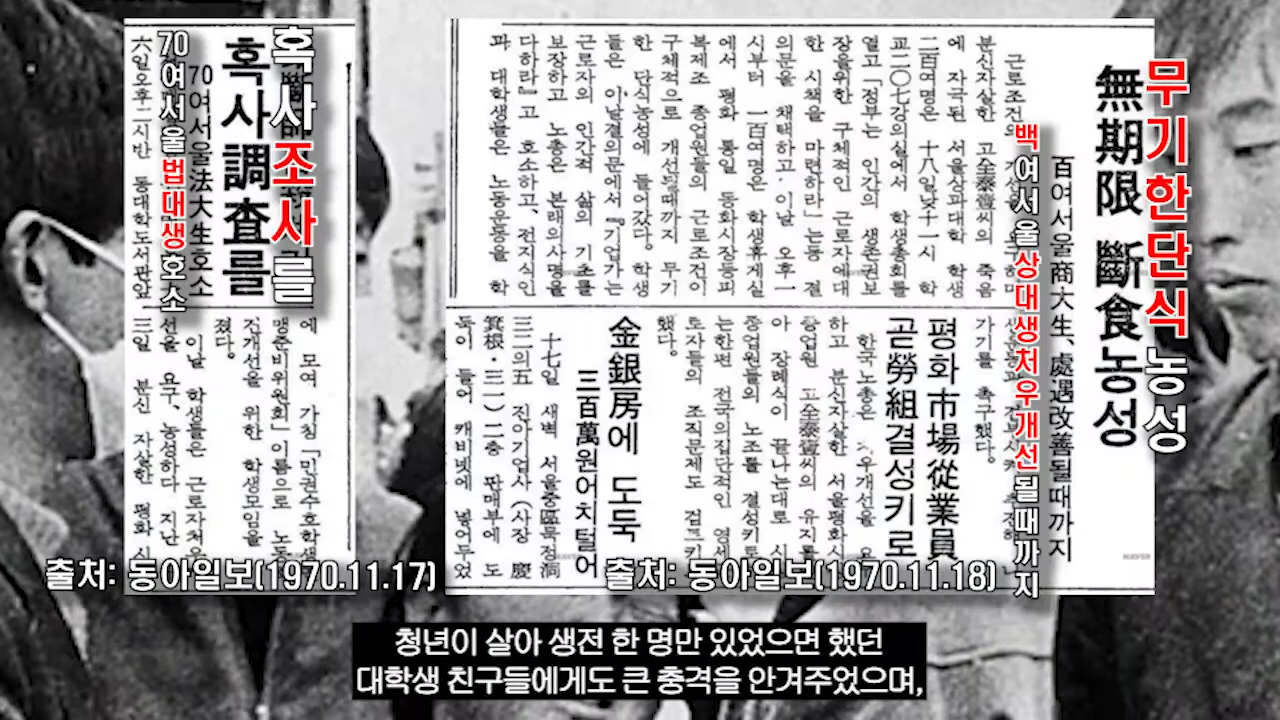 無期限 斷食농성
百여서울商大生、處遇改善될때까지
무기한단식 농성
백여서울상대생처우개선될때까지
분신자살한 고全泰壹씨의 죽음
에 자극된 서울상과대학 학생
二百여명은 十八일낮十一시 학
교二〇七강의실에서 학생총회를
열고「정부는 인간의 생존권보
장을위한 구체적인 근로자에대
한 시책을 마련하라」는등 결
의문을 채택하고 이날 오후一
시부터 一百여명은 학생휴게실
에서 평화 통일 동화시장등피
복제조 종업원들의 근로조건이
구체적으로 개선될때까지 무기
한 단식농성에 들어갔다。학생
들은 이날결의문에서『기업가는
근로자의 인간적 삶의 기초를
보장하고 노총은 본래의사명을
다하라』고 호소하고、전지식인
과 대학생들은 노동운동을 학
가기를 촉구했다。
평화市場從業員
곧勞組결성키로
한국노총은
하고 분신자살한 서울평화시
장업원 고全泰壹씨의 유지를
아 장례식이 끝나는대로 시
종업원들의 노조를 결성키로
는한편 전국의집단적인 영세
로자들의 조직문제도 검토키
했다。
金銀房에 도둑
三百萬원어치털어
十七일 새벽 서울중區묵정洞
三二의五 진아기업사(사장 慶
箕根·三一)二층 판매부에 도
둑이 들어 캐비넷에 넣어두었
혹사調査를
70여서울法大生호소
혹사조사를
70여서울법대생호소
六일오후二시반 동대학도서관앞
에 모여 가칭「민권수호학생
맹준비위원회」이름으로 노동
진개선을 위한 학생모임을
졌다。
이날 학생들은 근로자처우
선을 요구、농성하다 지난
三일 분신 자살한 평화시
출처: 동아일보(1970.11.17)
출처: 동아일보(1970.11.18)
청년이 살아 생전 한 명만 있었으면 했던
대학생 친구들에게도 큰 충격을 안겨주었으며,